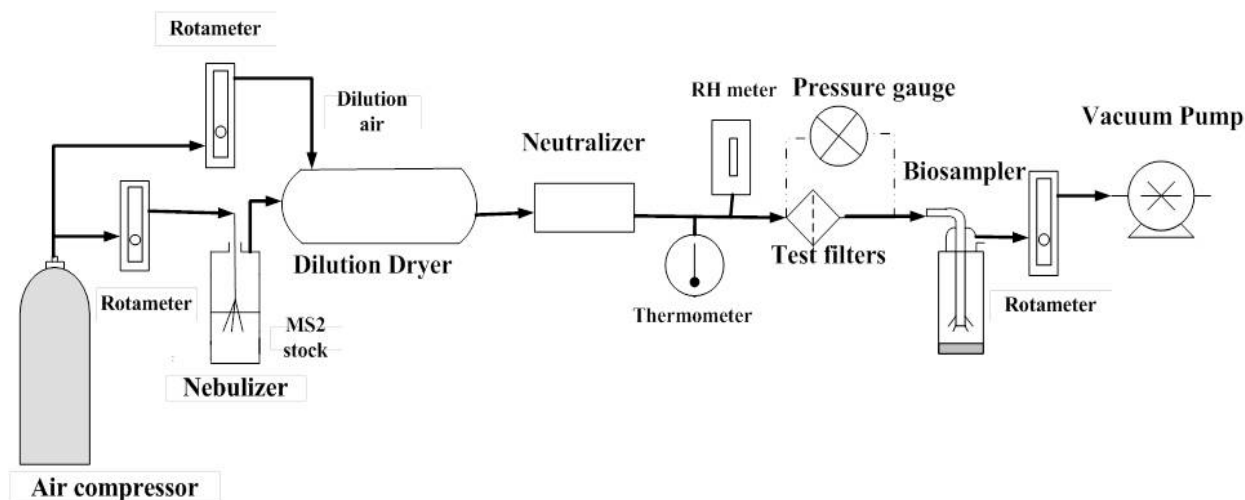 Rotameter
Dilution
air
RH meter
Pressure gauge
Vacuum Pump
Neutralizer
Biosampler
Dilution Dryer
Test filters
Rotameter
MS2
stock
Thermometer
Rotameter
Nebulizer
Air compressor